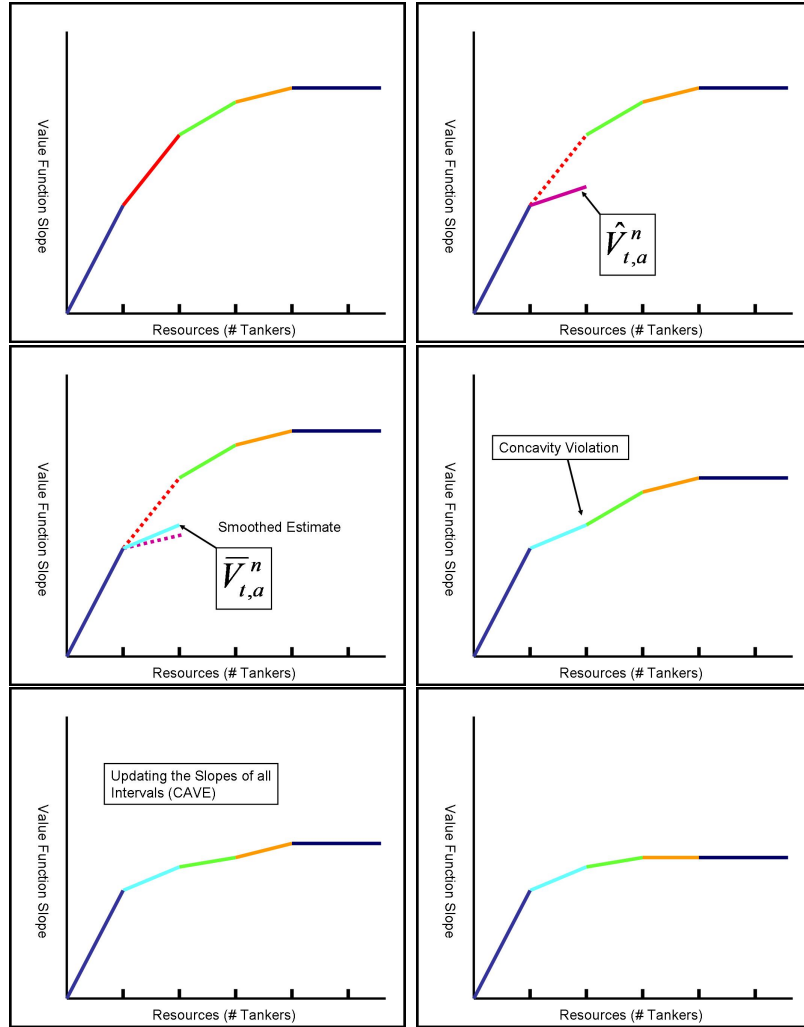 Value Function Slope
Resources (# Tankers)
Value Function Slope
V̂ⁿₜ,ₐ
Resources (# Tankers)
Value Function Slope
Smoothed Estimate
V̅ⁿₜ,ₐ
Resources (# Tankers)
Value Function Slope
Concavity Violation
Resources (# Tankers)
Value Function Slope
Updating the Slopes of all
Intervals (CAVE)
Resources (# Tankers)
Value Function Slope
Resources (# Tankers)